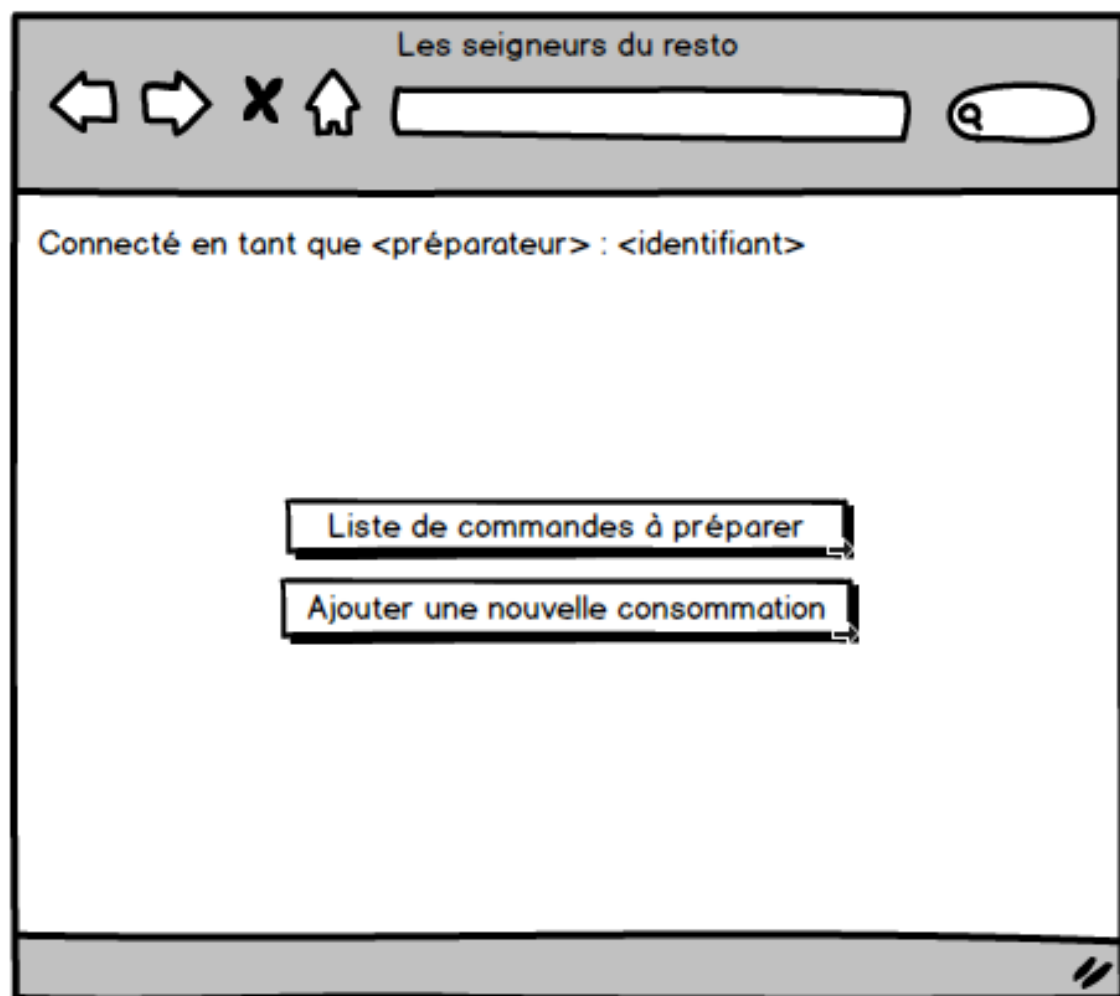 Les seigneurs du resto
Connecté en tant que <préparateur> : <identifiant>
Liste de commandes à préparer
Ajouter une nouvelle consommation